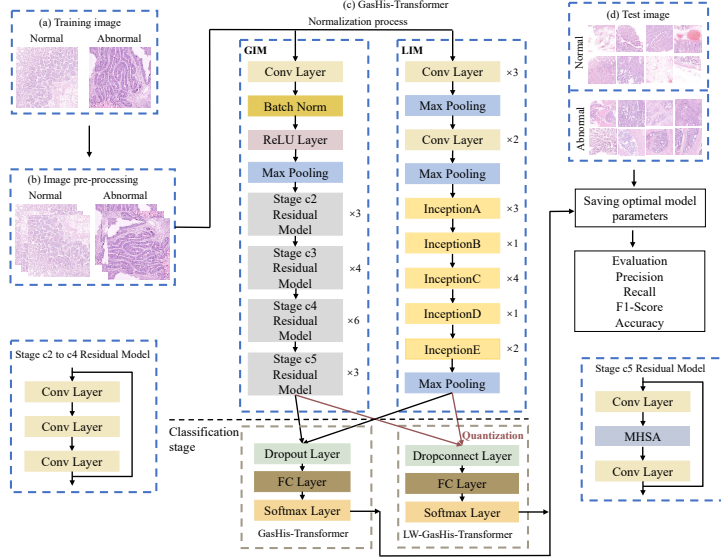 (a) Training image
Normal
Abnormal
(b) Image pre-processing
Normal
Abnormal
(c) GasHis-Transformer
Normalization process
GIM
Conv Layer
Batch Norm
ReLU Layer
Max Pooling
Stage c2
Residual
Model
×3
Stage c3
Residual
Model
×4
Stage c4
Residual
Model
×6
Stage c5
Residual
Model
×3
LIM
Conv Layer
×3
Max Pooling
Conv Layer
×2
Max Pooling
InceptionA
×3
InceptionB
×1
InceptionC
×4
InceptionD
×1
InceptionE
×2
Max Pooling
(d) Test image
Normal
Abnormal
Saving optimal model
parameters
Evaluation
Precision
Recall
F1-Score
Accuracy
Stage c2 to c4 Residual Model
Conv Layer
Conv Layer
Conv Layer
Stage c5 Residual Model
Conv Layer
MHSA
Conv Layer
Classification
stage
Quantization
Dropout Layer
FC Layer
Softmax Layer
GasHis-Transformer
Dropconnect Layer
FC Layer
Softmax Layer
LW-GasHis-Transformer